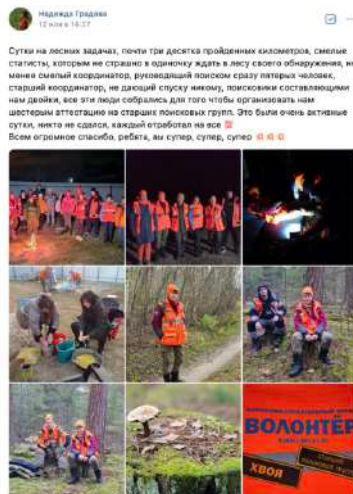 Надежда Градова
12 ноя в 16:37
Сутки на лесных задачах, почти три десятка пройденных километров, смелые
статисты, которым не страшно в одиночку ждать в лесу своего обнаружения, не
менее смелый координатор, руководящий поиском сразу пятерых человек,
старший координатор, не дающий спуску никому, поисковики составляющими
нам двойки, все эти люди собрались для того чтобы организовать нам
шестерым аттестацию на старших поисковых групп. Это были очень активные
сутки, никто не сдался, каждый отработал на все 💯
Всем огромное спасибо, ребята, вы супер, супер, супер
ВОЛОНТЁР
ХВОЯ